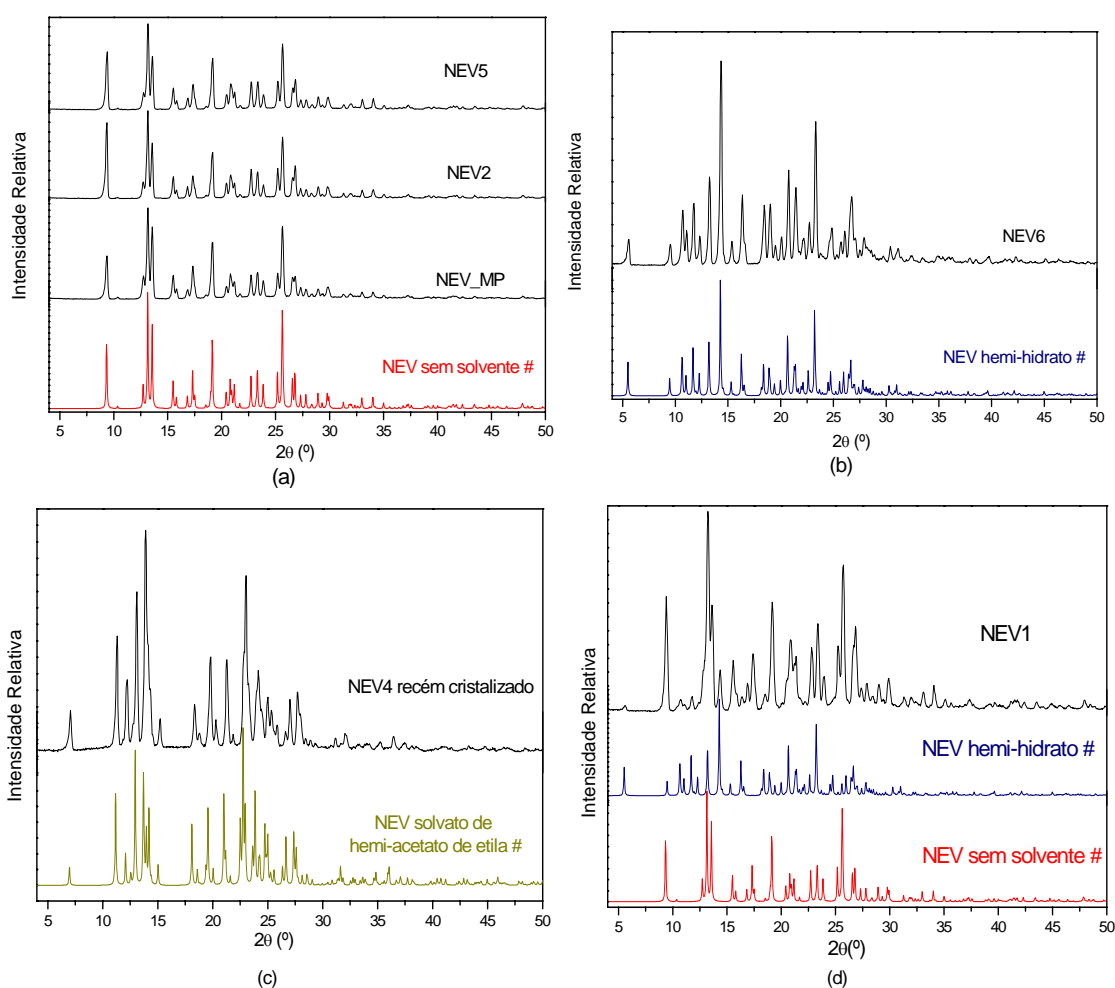 Intensidade Relativa
NEV5
NEV2
NEV_MP
NEV sem solvente #
5 10 15 20 25 30 35 40 45 50
2θ (º)
(a)
Intensidade Relativa
NEV6
NEV hemi-hidrato #
5 10 15 20 25 30 35 40 45 50
2θ (º)
(b)
Intensidade Relativa
NEV4 recém cristalizado
NEV solvato de
hemi-acetato de etila #
5 10 15 20 25 30 35 40 45 50
2θ (º)
(c)
Intensidade Relativa
NEV1
NEV hemi-hidrato #
NEV sem solvente #
5 10 15 20 25 30 35 40 45 50
2θ(º)
(d)